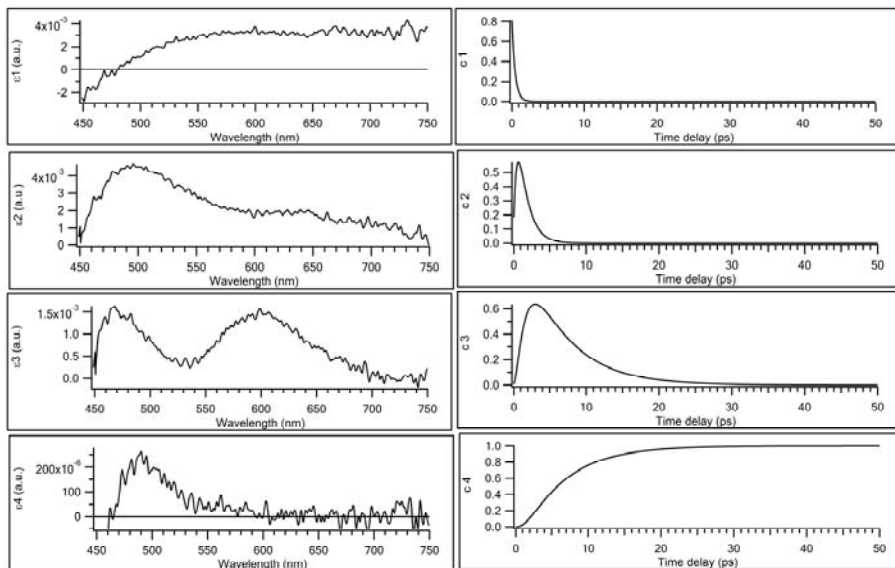 4x10⁻³
2
0
-2
ε1 (a.u.)
450 500 550 600 650 700 750
Wavelength (nm)
0.8
0.6
0.4
0.2
0.0
c 1
0 10 20 30 40 50
Time delay (ps)
4x10⁻³
3
2
1
0
ε2 (a.u.)
450 500 550 600 650 700 750
Wavelength (nm)
0.5
0.4
0.3
0.2
0.1
0.0
c 2
0 10 20 30 40 50
Time delay (ps)
1.5x10⁻³
1.0
0.5
0.0
ε3 (a.u.)
450 500 550 600 650 700 750
Wavelength (nm)
0.6
0.4
0.2
0.0
c 3
0 10 20 30 40 50
Time delay (ps)
200x10⁻⁶
100
0
ε4 (a.u.)
450 500 550 600 650 700 750
Wavelength (nm)
1.0
0.8
0.6
0.4
0.2
0.0
c 4
0 10 20 30 40 50
Time delay (ps)